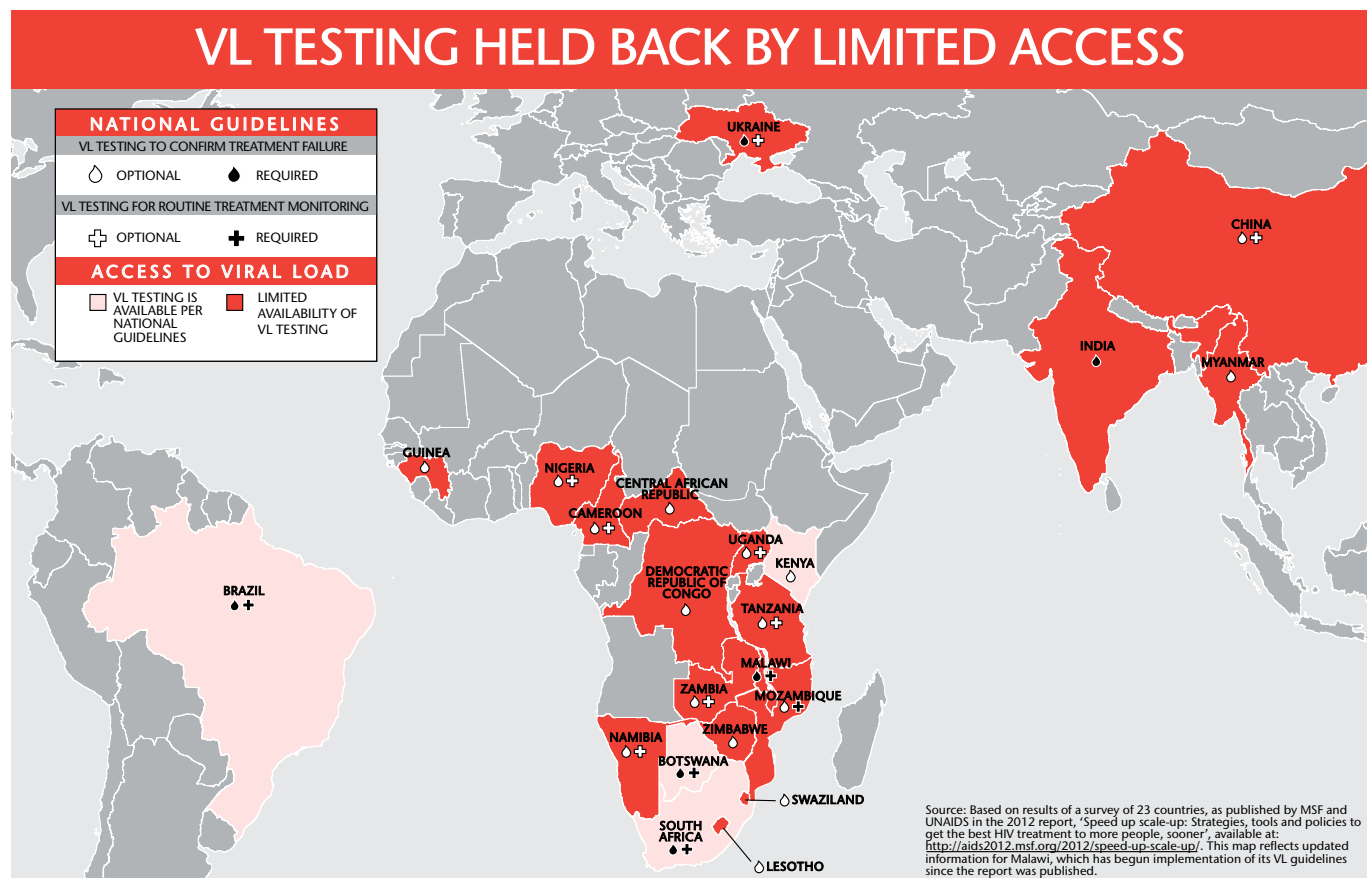 VL TESTING HELD BACK BY LIMITED ACCESS
NATIONAL GUIDELINES
VL TESTING TO CONFIRM TREATMENT FAILURE
OPTIONAL
REQUIRED
VL TESTING FOR ROUTINE TREATMENT MONITORING
OPTIONAL
REQUIRED
ACCESS TO VIRAL LOAD
VL TESTING IS
AVAILABLE PER
NATIONAL
GUIDELINES
LIMITED
AVAILABILITY OF
VL TESTING
UKRAINE
CHINA
INDIA
MYANMAR
GUINEA
NIGERIA
CENTRAL AFRICAN
REPUBLIC
CAMEROON
UGANDA
KENYA
DEMOCRATIC
REPUBLIC OF
CONGO
BRAZIL
TANZANIA
MALAWI
ZAMBIA
MOZAMBIQUE
NAMIBIA
ZIMBABWE
BOTSWANA
SWAZILAND
SOUTH
AFRICA
LESOTHO
Source: Based on results of a survey of 23 countries, as published by MSF and
UNAIDS in the 2012 report, ‘Speed up scale-up: Strategies, tools and policies to
get the best HIV treatment to more people, sooner’, available at:
http://aids2012.msf.org/2012/speed-up-scale-up/. This map reflects updated
information for Malawi, which has begun implementation of its VL guidelines
since the report was published.